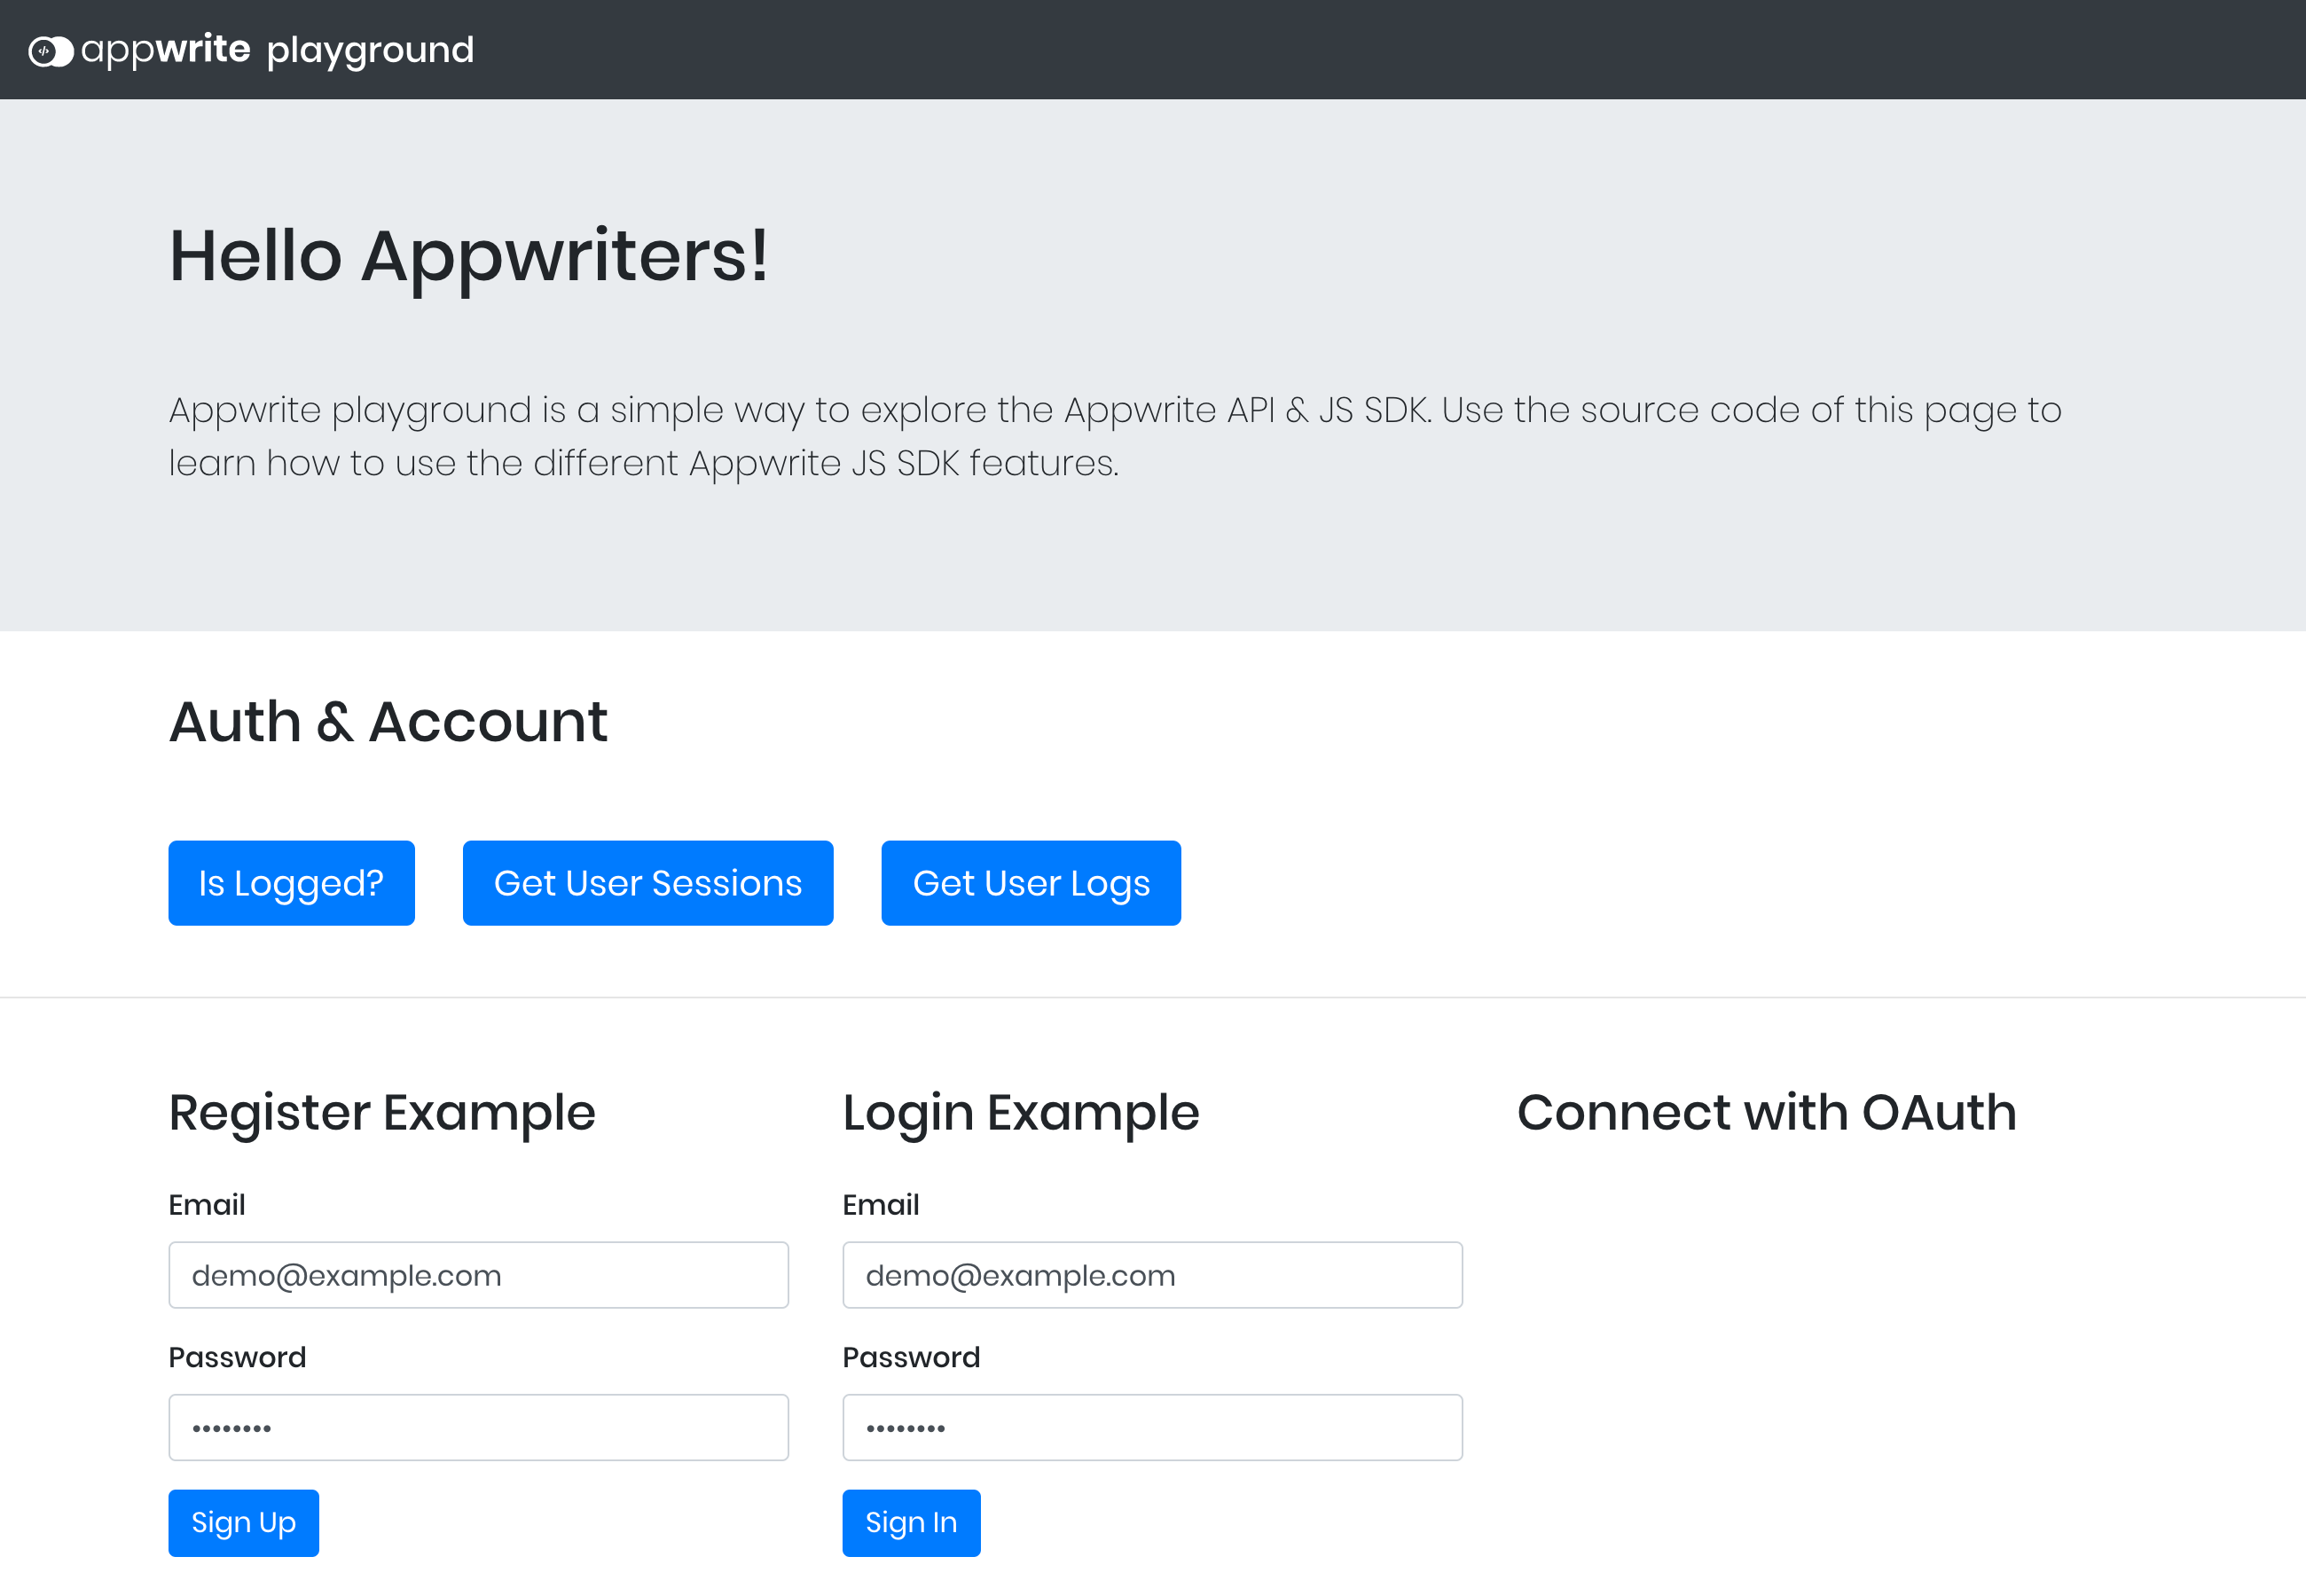 appwrite playground
Hello Appwriters!
Appwrite playground is a simple way to explore the Appwrite API & JS SDK. Use the source code of this page to
learn how to use the different Appwrite JS SDK features.
Auth & Account
Is Logged?
Get User Sessions
Get User Logs
Register Example
Email
demo@example.com
Password
••••••••
Sign Up
Login Example
Email
demo@example.com
Password
••••••••
Sign In
Connect with OAuth